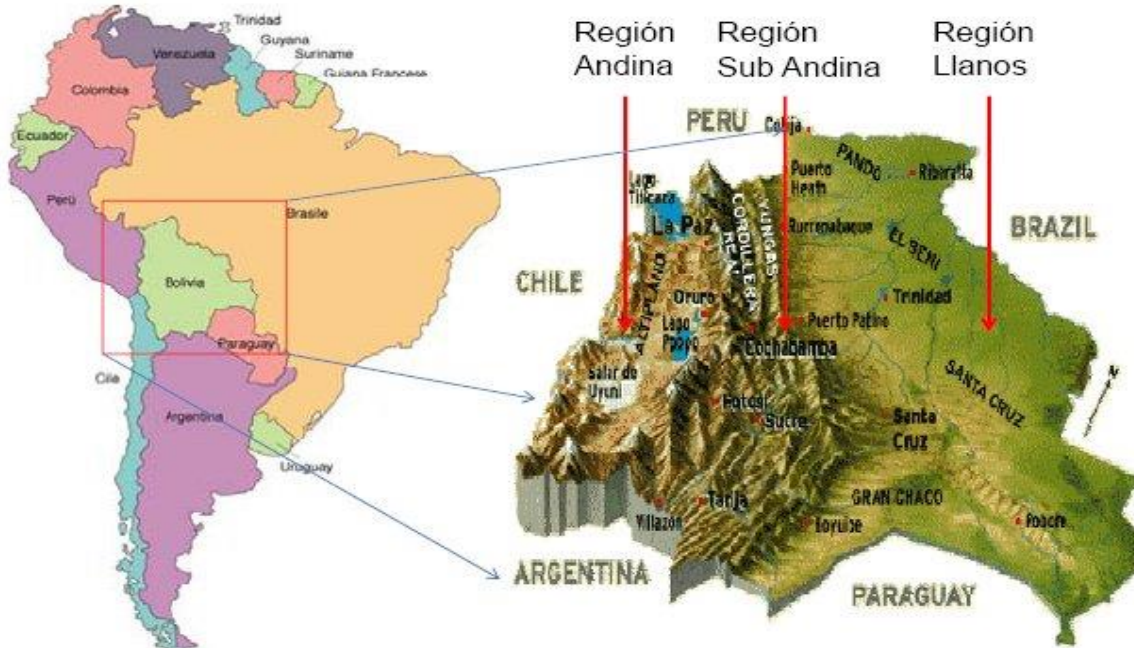 Trinidad
Venezuela
Guyana
Suriname
Guiana Francese
Colombia
Ecuador
Perù
Brasile
Bolivia
Paraguay
Cile
Argentina
Uruguay
Región
Andina
Región
Sub Andina
Región
Llanos
PERU
Cobija
PANDO
Puerto
Heath
Riberalta
Lago
Titicaca
La Paz
CORDILLERA
REAL
YUNGAS
Rurrenabaque
EL BENI
BRAZIL
CHILE
ALTIPLANO
Oruro
Trinidad
Lago
Poopo
Puerto Patino
Cochabamba
Salar de
Uyuni
SANTA CRUZ
N
Potosi
Sucre
Santa
Cruz
GRAN CHACO
Villazón
Tarija
Boyuibe
Robore
ARGENTINA
PARAGUAY